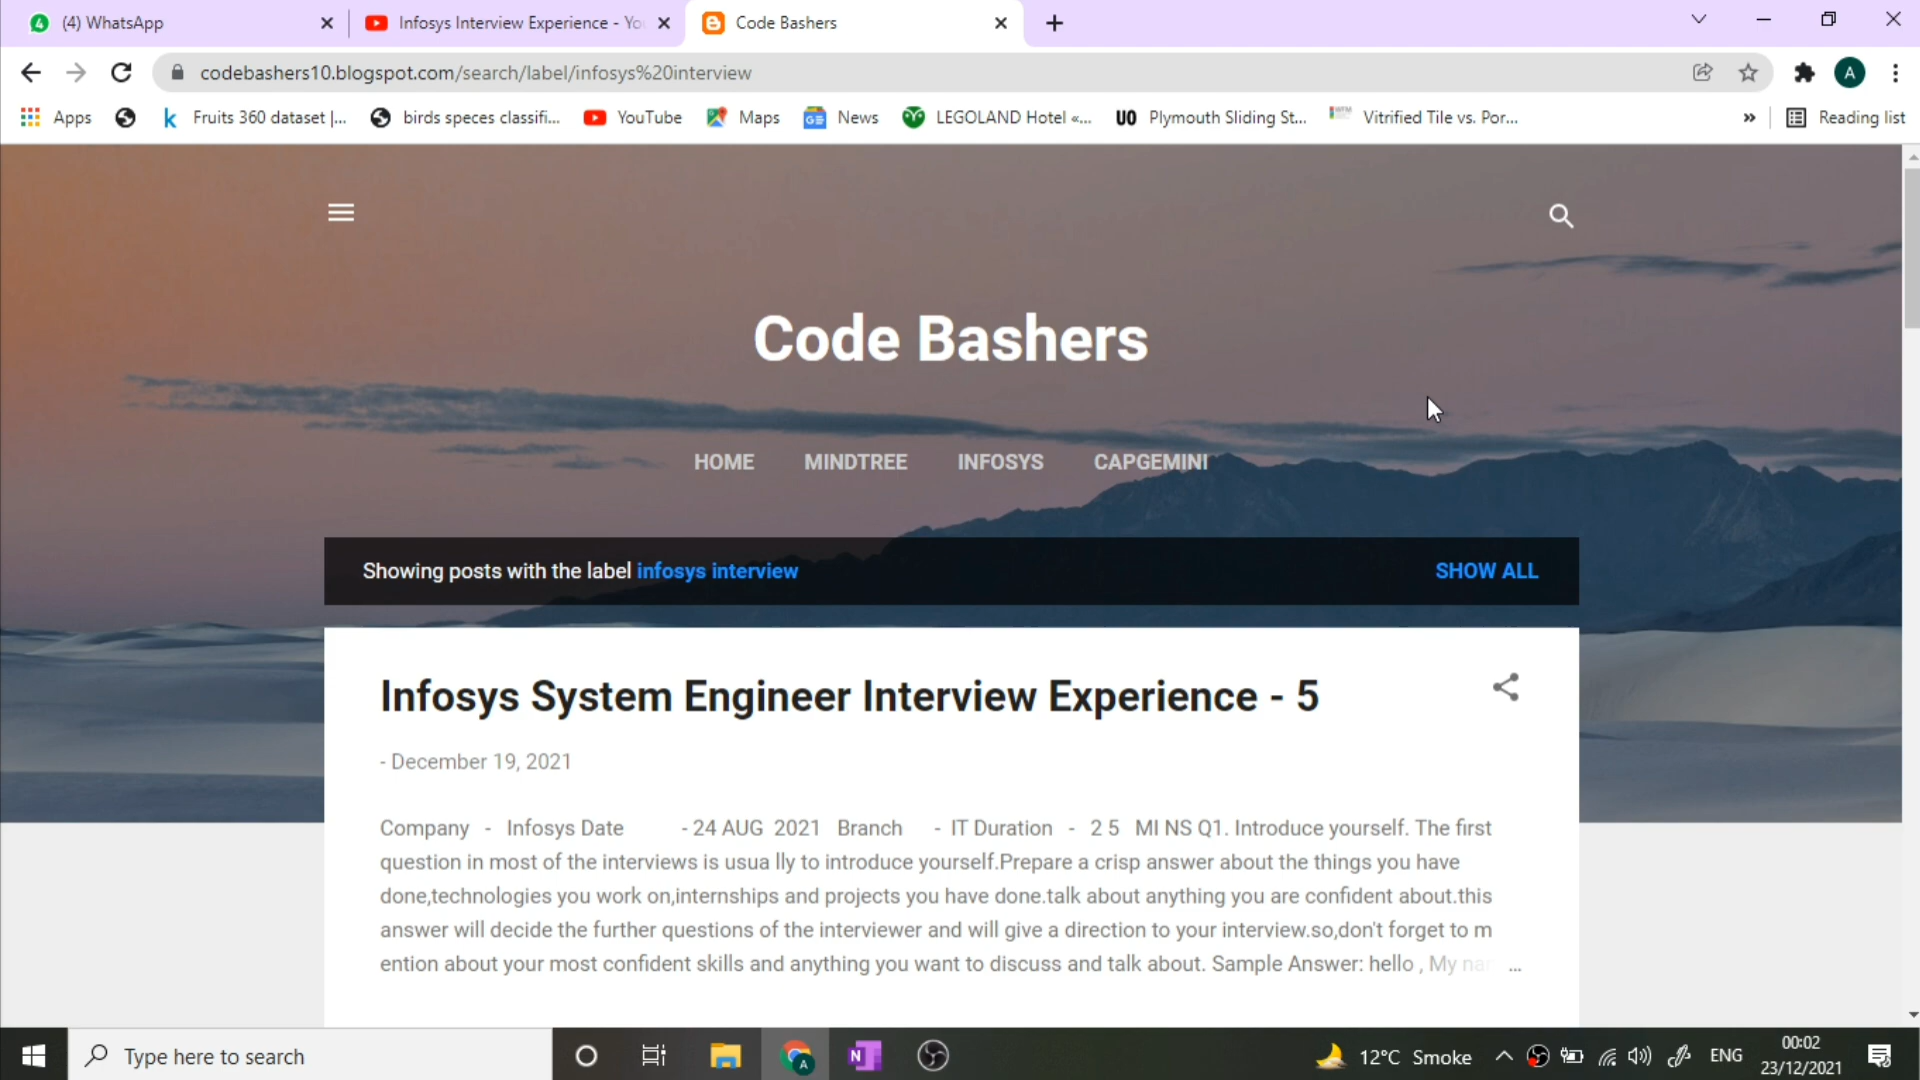 (4) WhatsApp
Infosys Interview Experience - You
Code Bashers
codebashers10.blogspot.com/search/label/infosys%20interview
A
Apps
Fruits 360 dataset |...
birds speces classifi...
YouTube
Maps
News
LEGOLAND Hotel «...
UO Plymouth Sliding St...
Vitrified Tile vs. Por...
»
Reading list
Code Bashers
HOME MINDTREE INFOSYS CAPGEMINI
Showing posts with the label infosys interview
SHOW ALL
Infosys System Engineer Interview Experience - 5
- December 19, 2021
Company - Infosys Date - 24 AUG 2021 Branch - IT Duration - 2 5 MI NS Q1. Introduce yourself. The first
question in most of the interviews is usua lly to introduce yourself.Prepare a crisp answer about the things you have
done,technologies you work on,internships and projects you have done.talk about anything you are confident about.this
answer will decide the further questions of the interviewer and will give a direction to your interview.so,don't forget to m
ention about your most confident skills and anything you want to discuss and talk about. Sample Answer: hello , My na ...
Type here to search
12°C Smoke
ENG
00:02
23/12/2021